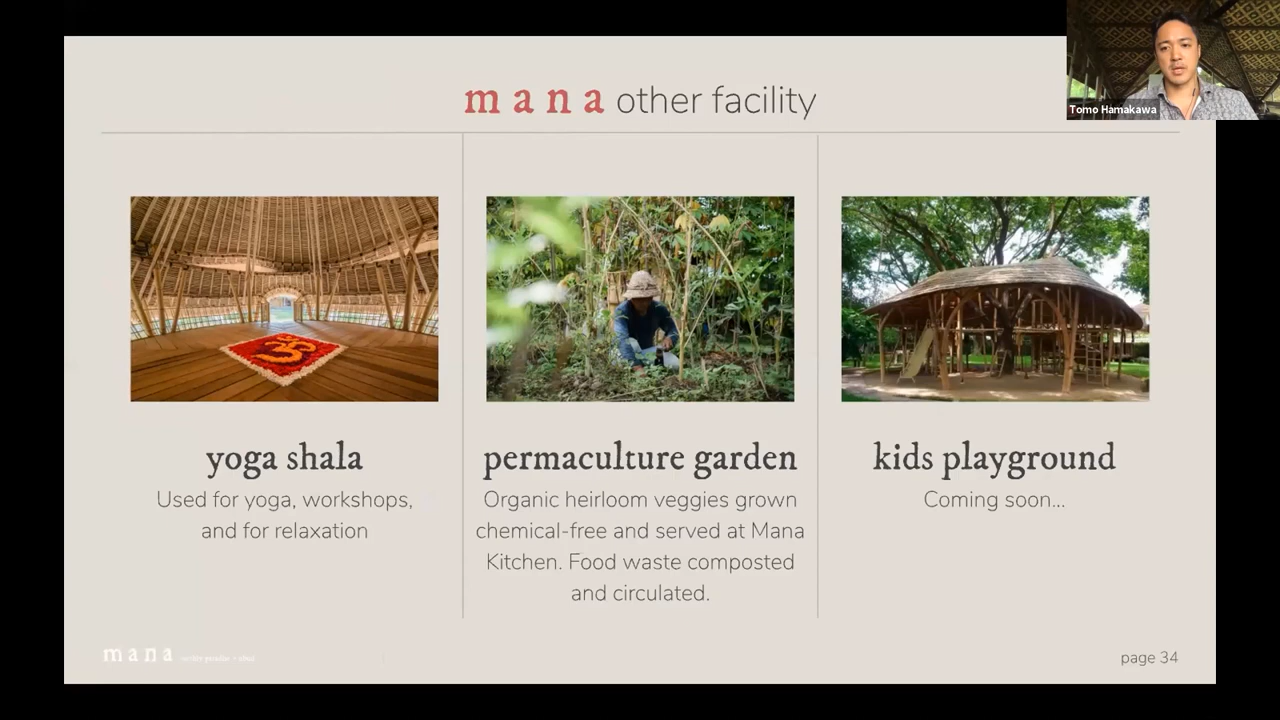 mana other facility
Tomo Hamakawa
yoga shala
Used for yoga, workshops,
and for relaxation
permaculture garden
Organic heirloom veggies grown
chemical-free and served at Mana
Kitchen. Food waste composted
and circulated.
kids playground
Coming soon...
mana
page 34